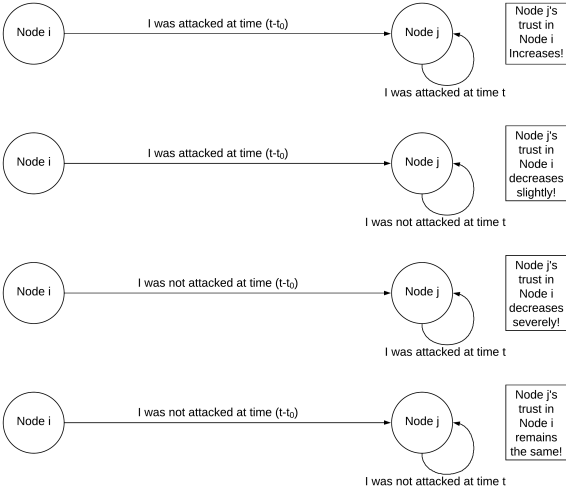 Node i
I was attacked at time (t-t₀)
Node j
I was attacked at time t
Node j's
trust in
Node i
Increases!
Node i
I was attacked at time (t-t₀)
Node j
I was not attacked at time t
Node j's
trust in
Node i
decreases
slightly!
Node i
I was not attacked at time (t-t₀)
Node j
I was attacked at time t
Node j's
trust in
Node i
decreases
severely!
Node i
I was not attacked at time (t-t₀)
Node j
I was not attacked at time t
Node j's
trust in
Node i
remains
the same!